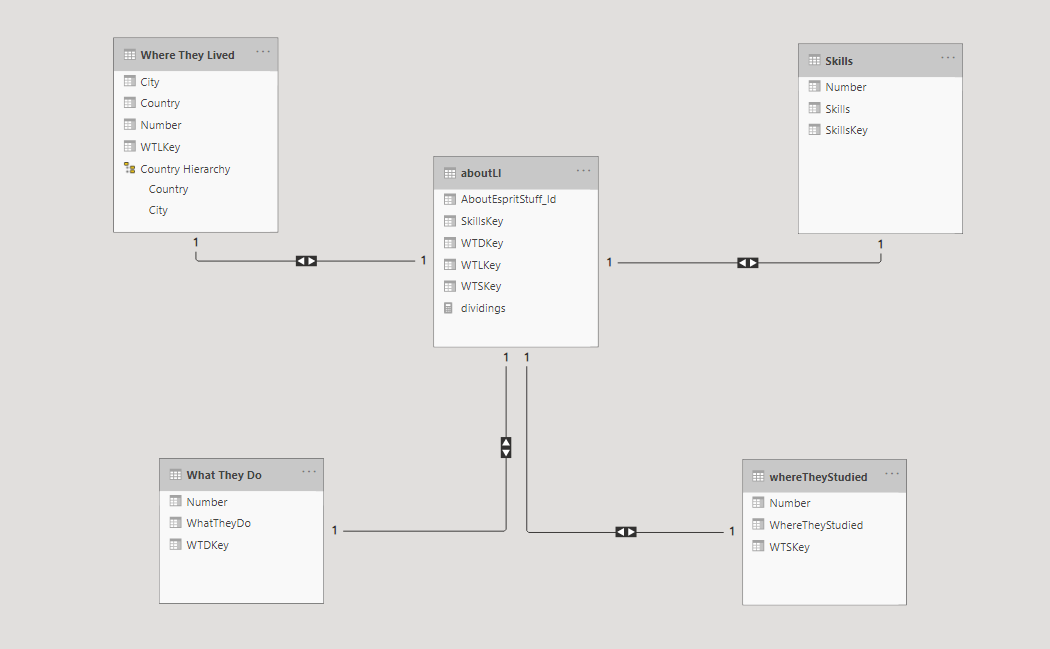 Where They Lived
City
Country
Number
WTLKey
Country Hierarchy
Country
City
1
1
Skills
Number
Skills
SkillsKey
1
1
aboutLI
AboutEspritStuff_Id
SkillsKey
WTDKey
WTLKey
WTSKey
dividings
1
1
What They Do
Number
WhatTheyDo
WTDKey
1
whereTheyStudied
Number
WhereTheyStudied
WTSKey
1